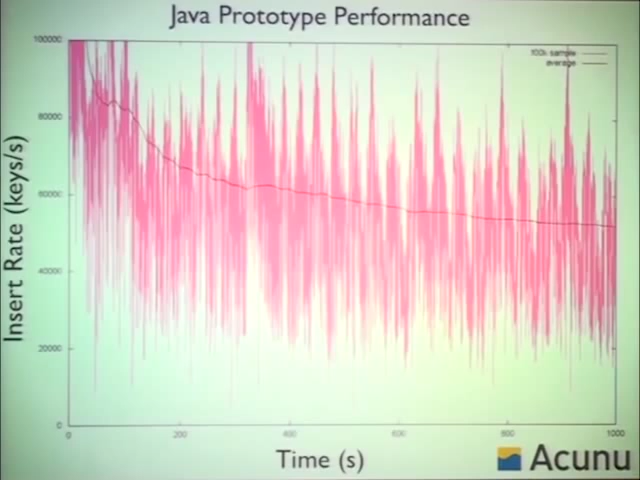 Java Prototype Performance
100k sample
average
100000
80000
60000
40000
20000
0
Insert Rate (keys/s)
0
200
400
600
800
1000
Time (s)
Acunu